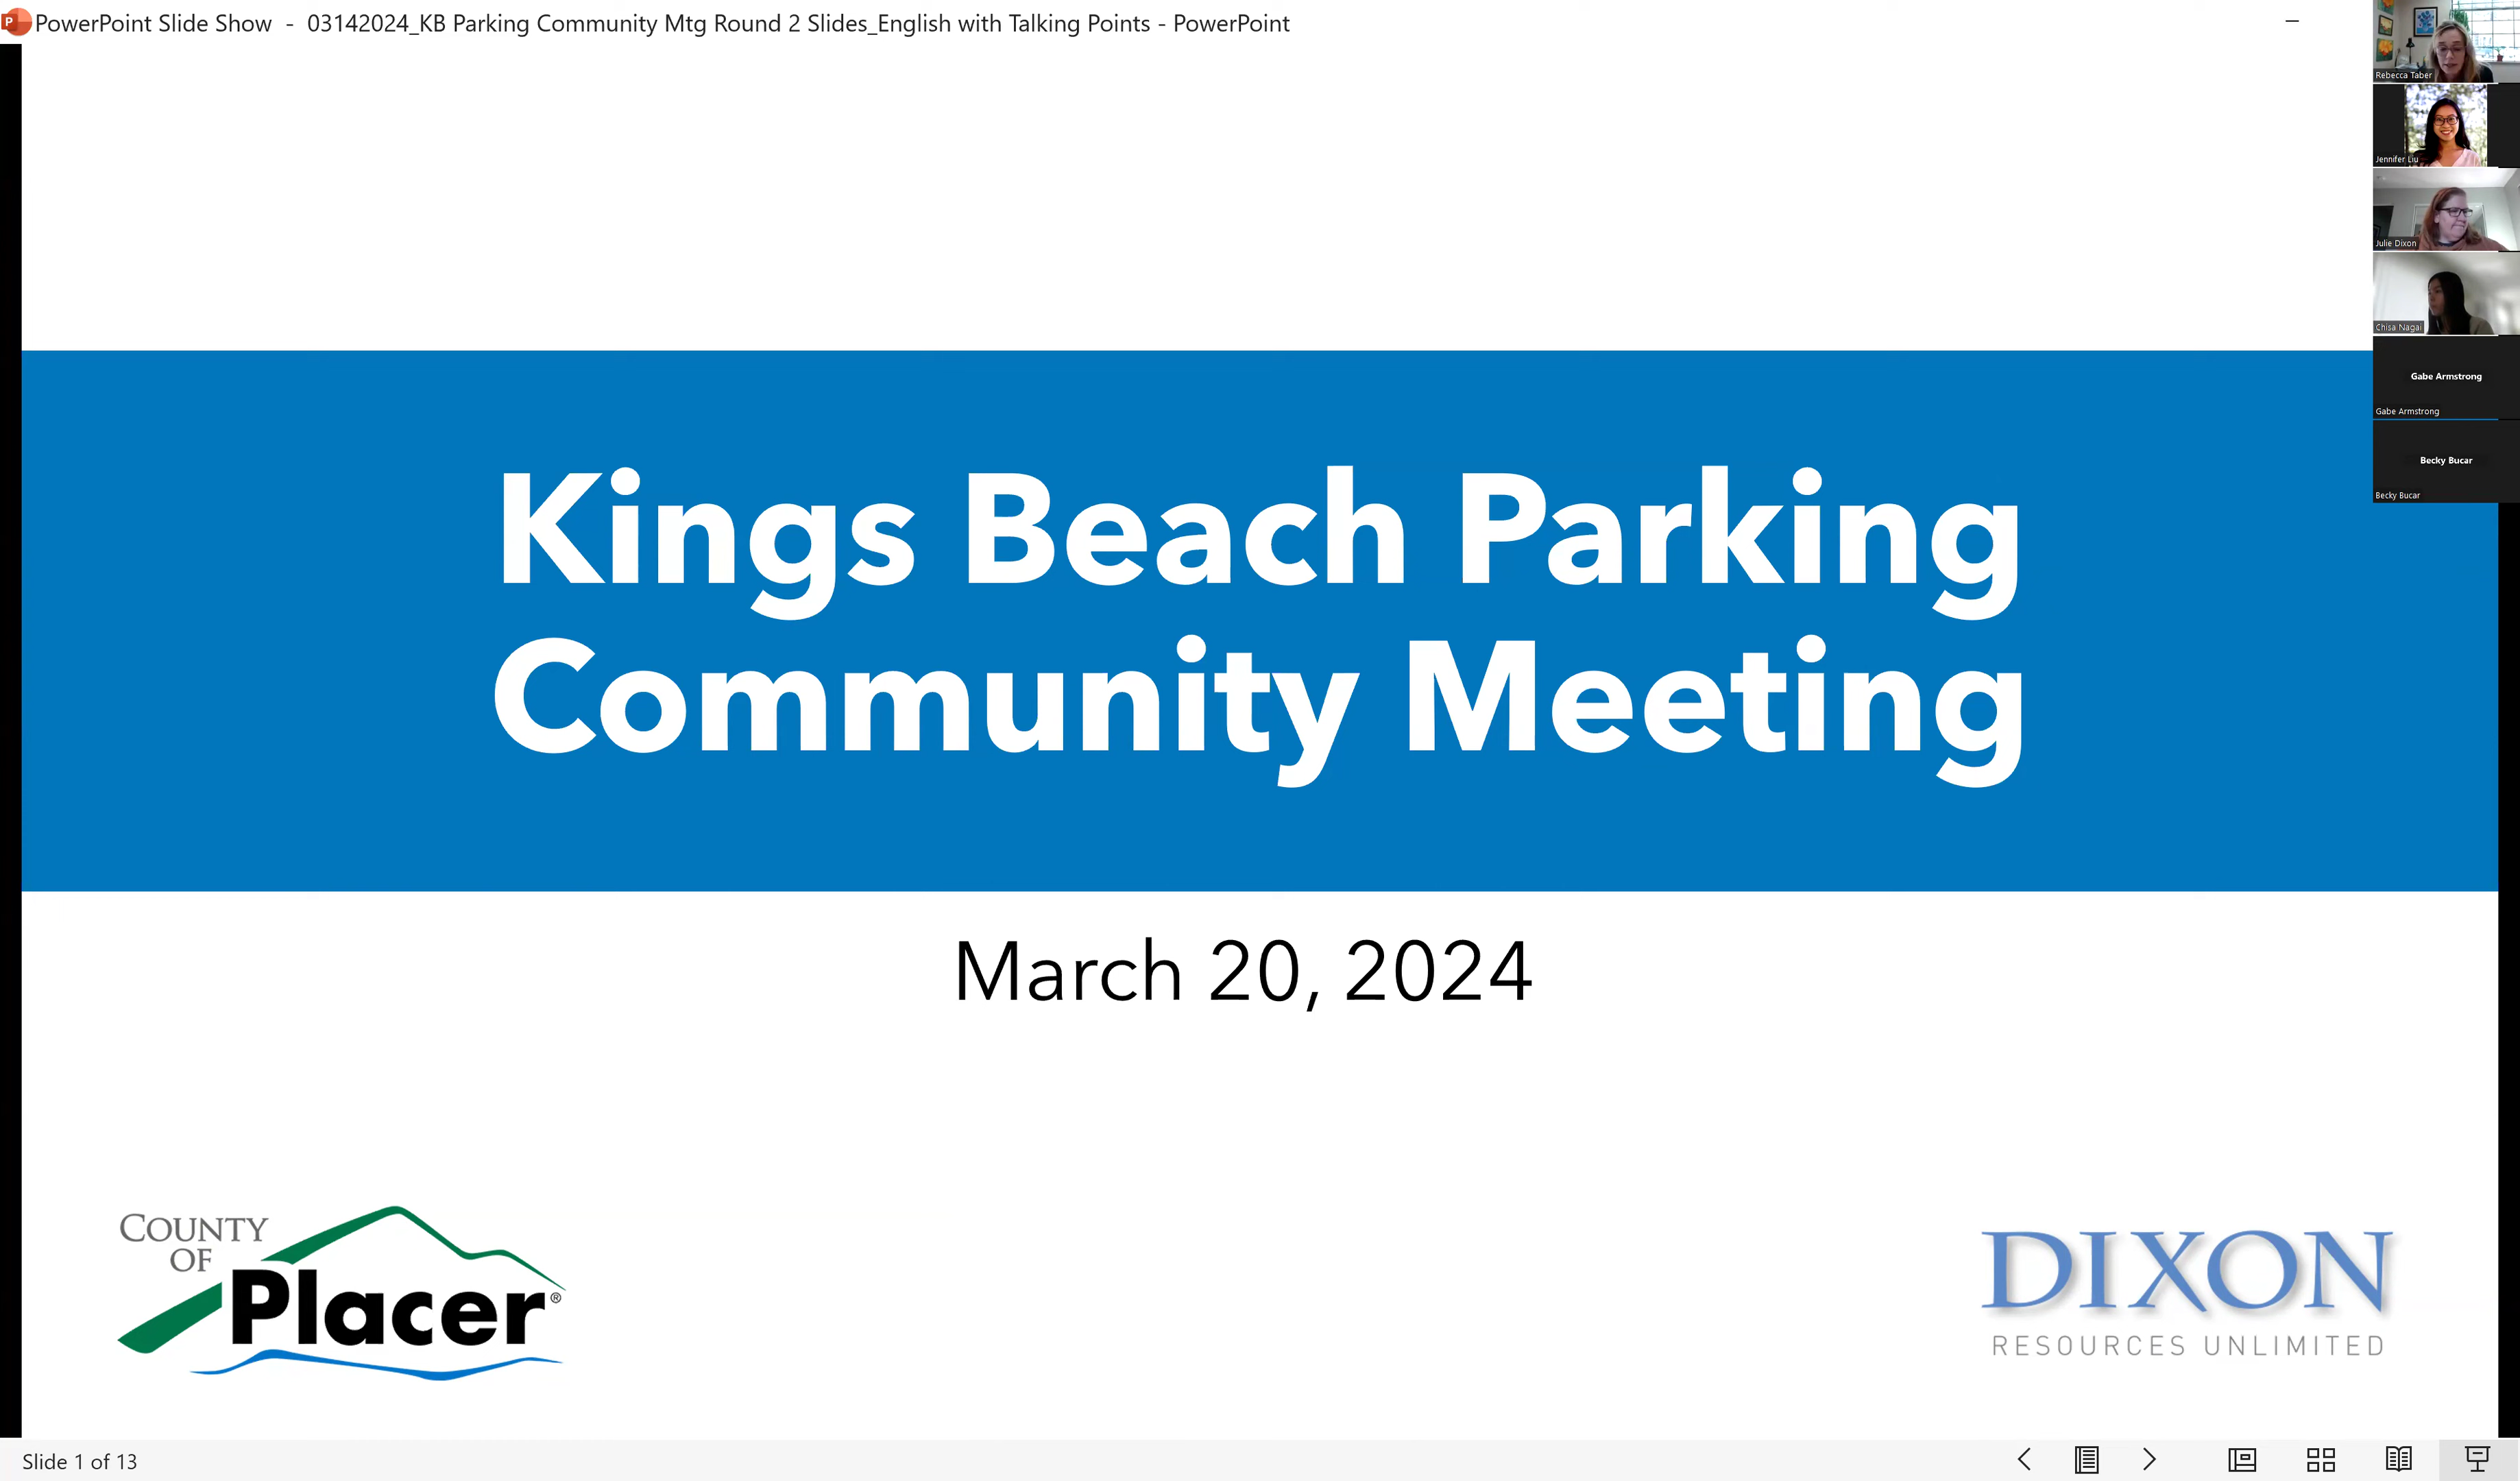 PowerPoint Slide Show - 03142024_KB Parking Community Mtg Round 2 Slides_English with Talking Points - PowerPoint
Rebecca Taber
Jennifer Liu
Julie Dixon
Chisa Nagai
Gabe Armstrong
Gabe Armstrong
Becky Bucar
Becky Bucar
Kings Beach Parking
Community Meeting
March 20, 2024
COUNTY
OF
Placer®
DIXON
RESOURCES UNLIMITED
Slide 1 of 13